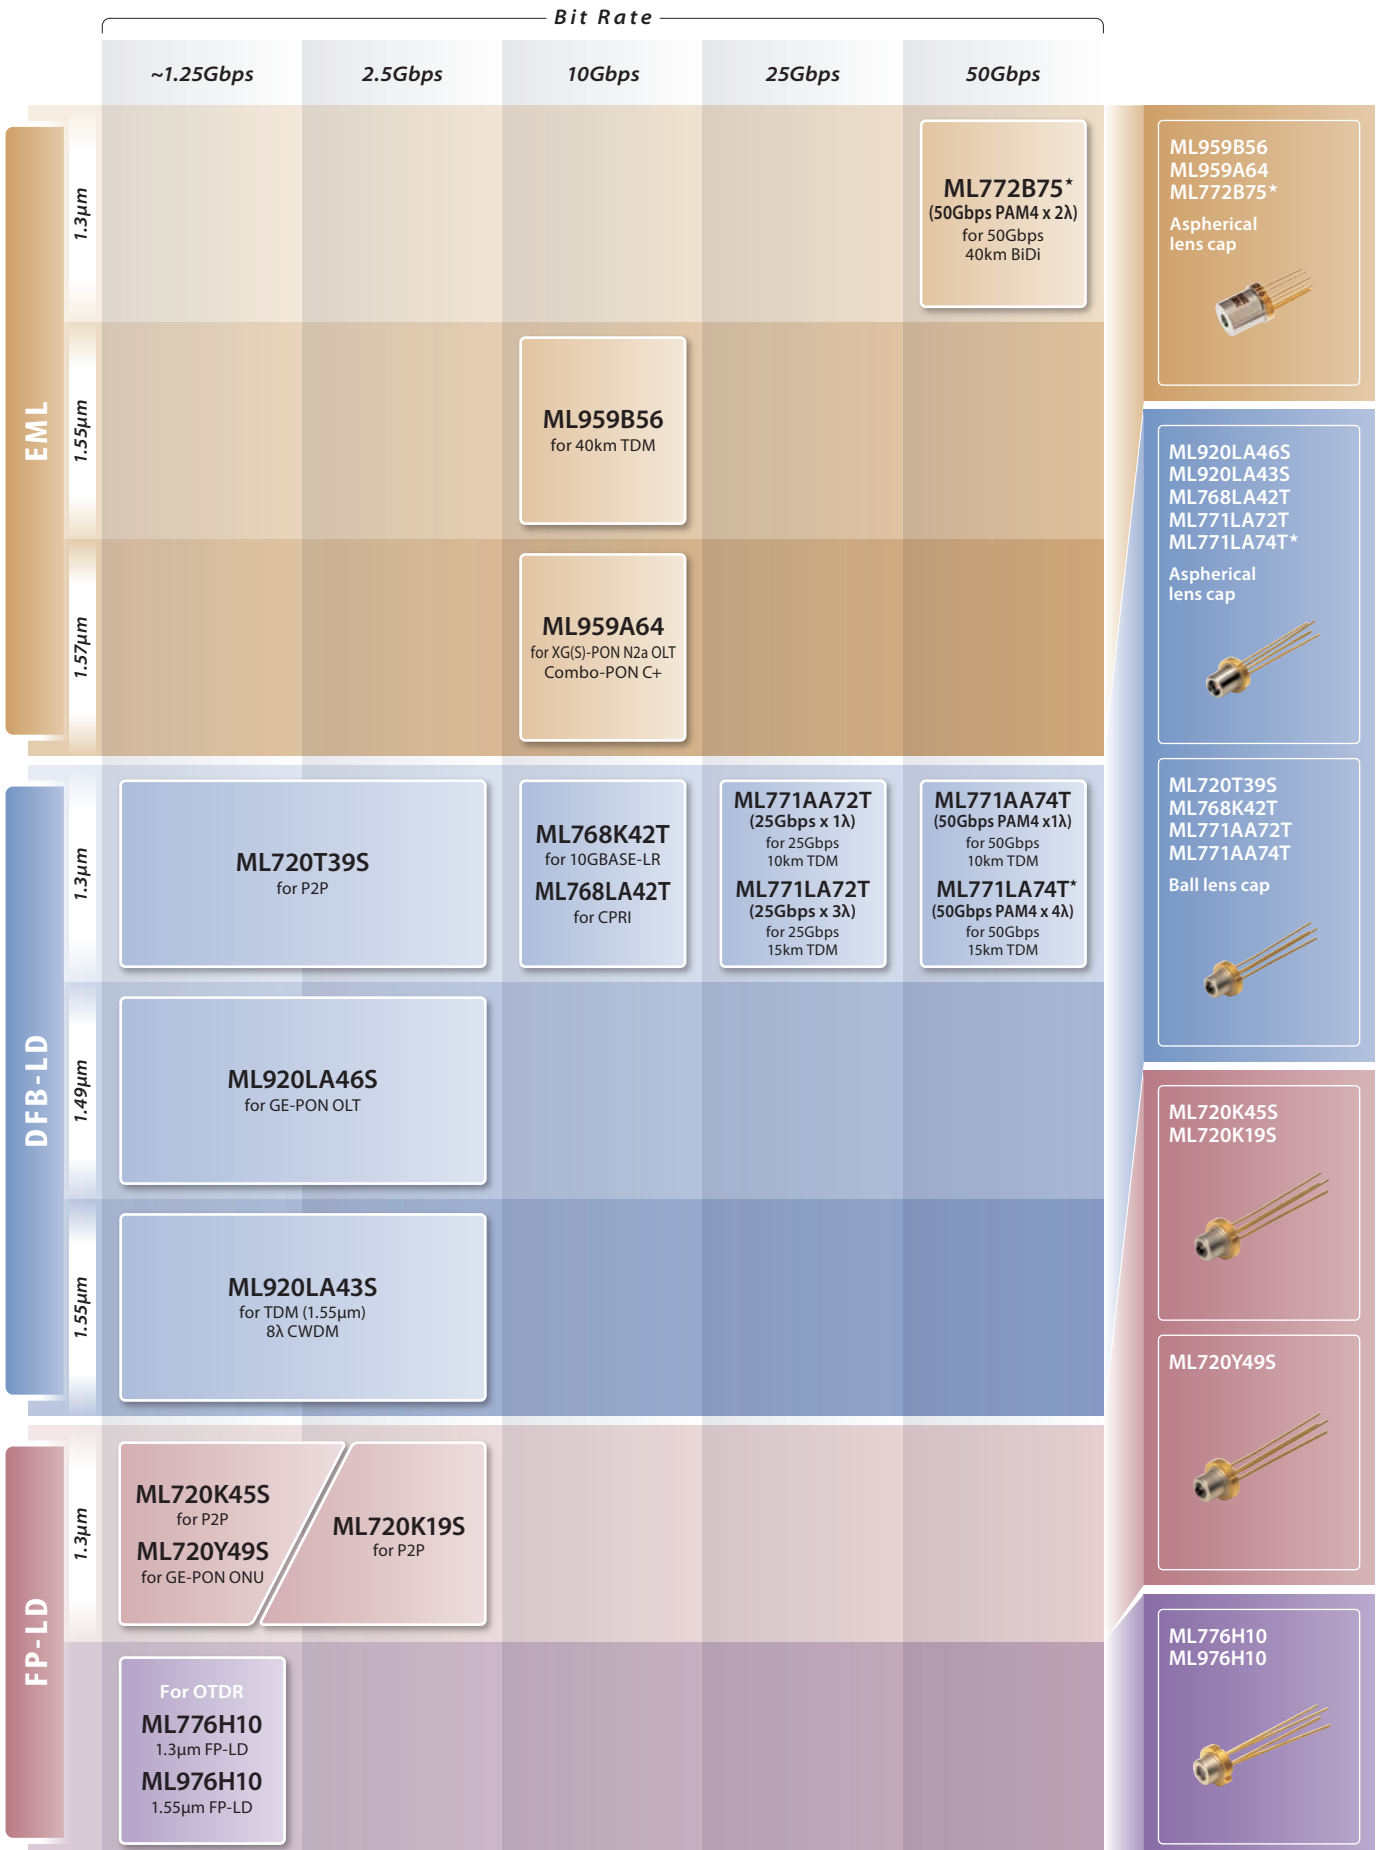 Bit Rate
~1.25Gbps
2.5Gbps
10Gbps
25Gbps
50Gbps
EML
1.3μm
ML772B75★
(50Gbps PAM4 x 2λ)
for 50Gbps
40km BiDi
1.55μm
ML959B56
for 40km TDM
1.57μm
ML959A64
for XG(S)-PON N2a OLT
Combo-PON C+
DFB-LD
1.3μm
ML720T39S
for P2P
ML768K42T
for 10GBASE-LR
ML768LA42T
for CPRI
ML771AA72T
(25Gbps x 1λ)
for 25Gbps
10km TDM
ML771LA72T
(25Gbps x 3λ)
for 25Gbps
15km TDM
ML771AA74T
(50Gbps PAM4 x1λ)
for 50Gbps
10km TDM
ML771LA74T★
(50Gbps PAM4 x 4λ)
for 50Gbps
15km TDM
1.49μm
ML920LA46S
for GE-PON OLT
1.55μm
ML920LA43S
for TDM (1.55μm)
8λ CWDM
FP-LD
1.3μm
ML720K45S
for P2P
ML720Y49S
for GE-PON ONU
ML720K19S
for P2P
For OTDR
ML776H10
1.3μm FP-LD
ML976H10
1.55μm FP-LD
ML959B56
ML959A64
ML772B75★
Aspherical
lens cap
ML920LA46S
ML920LA43S
ML768LA42T
ML771LA72T
ML771LA74T★
Aspherical
lens cap
ML720T39S
ML768K42T
ML771AA72T
ML771AA74T
Ball lens cap
ML720K45S
ML720K19S
ML720Y49S
ML776H10
ML976H10